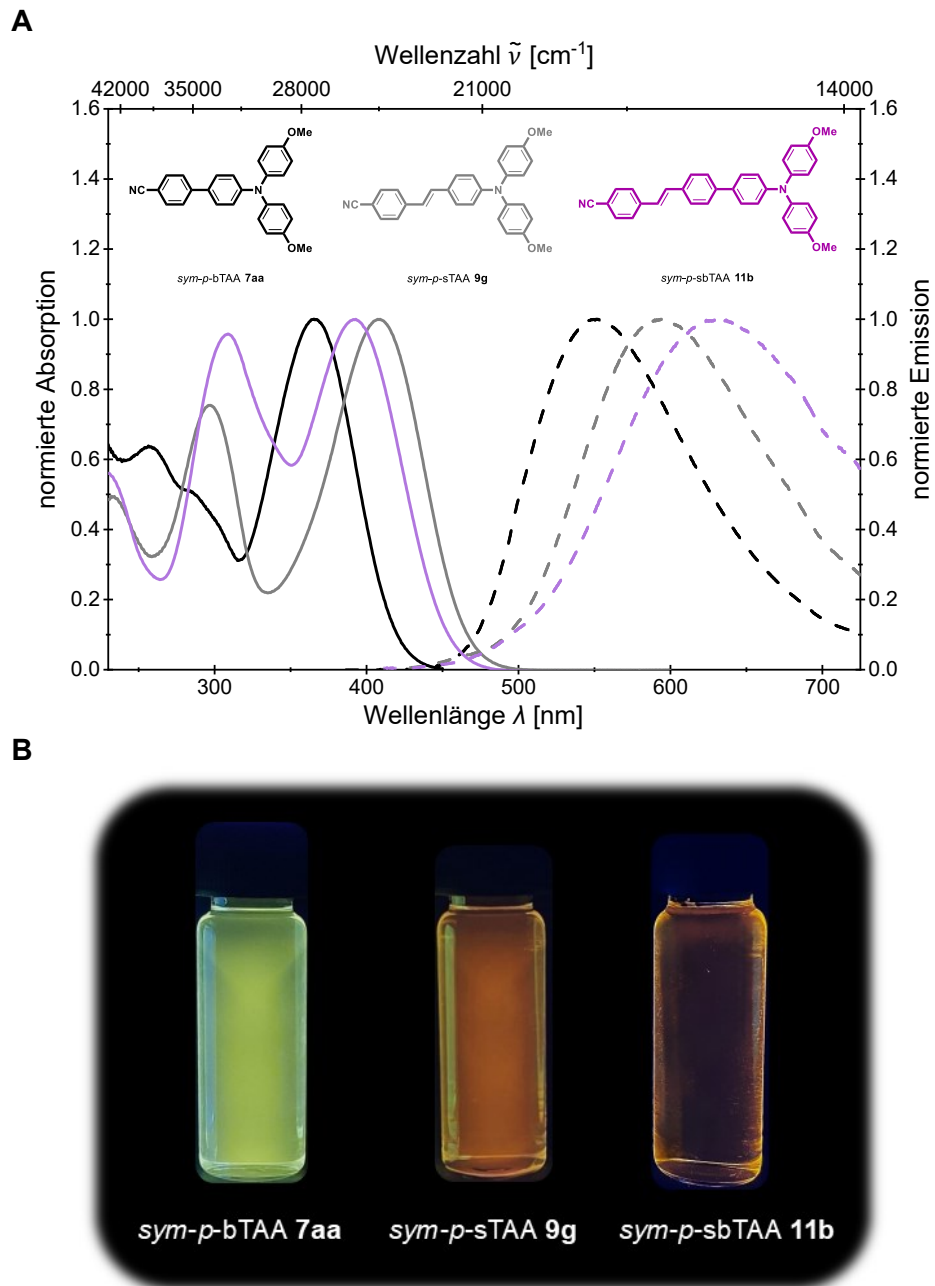 A
Wellenzahl ṽ [cm⁻¹]
42000 35000 28000 21000 14000
1.6 1.6
OMe OMe OMe
NC N NC N NC N
OMe OMe OMe
1.4 1.4
1.2 1.2
sym-p-bTAA 7aa sym-p-sTAA 9g sym-p-sbTAA 11b
1.0 1.0
0.8 0.8
0.6 0.6
0.4 0.4
0.2 0.2
0.0 0.0
normierte Absorption
normierte Emission
300 400 500 600 700
Wellenlänge λ [nm]
B
sym-p-bTAA 7aa sym-p-sTAA 9g sym-p-sbTAA 11b